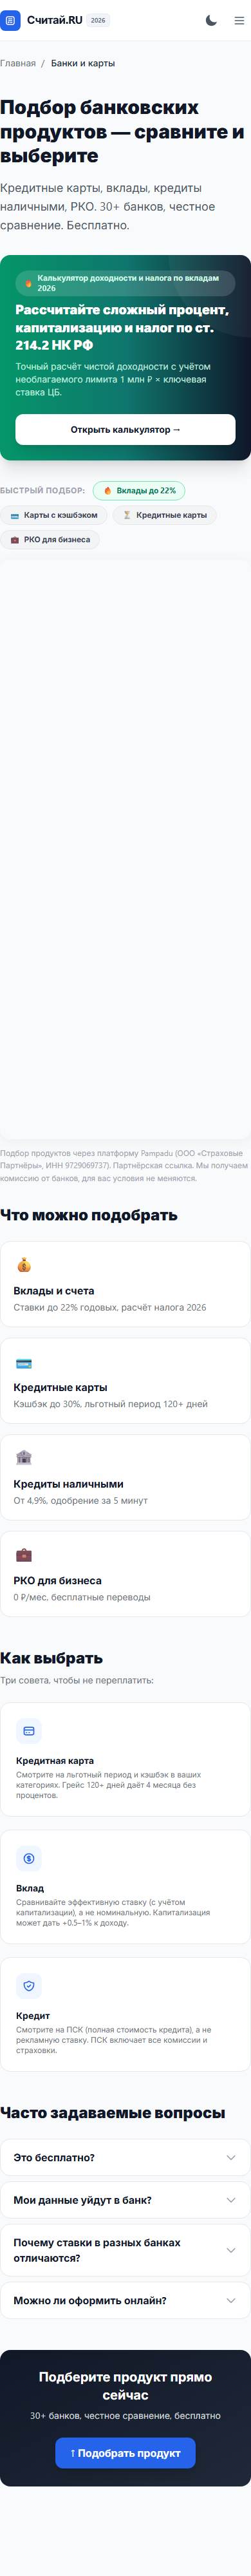 Считай.RU 2026
Главная / Банки и карты
Подбор банковских
продуктов — сравните и
выберите
Кредитные карты, вклады, кредиты
наличными, РКО. 30+ банков, честное
сравнение. Бесплатно.
Калькулятор доходности и налога по вкладам
2026
Рассчитайте сложный процент,
капитализацию и налог по ст.
214.2 НК РФ
Точный расчёт чистой доходности с учётом
необлагаемого лимита 1 млн ₽ × ключевая
ставка ЦБ.
Открыть калькулятор →
БЫСТРЫЙ ПОДБОР: Вклады до 22%
Карты с кэшбэком Кредитные карты
РКО для бизнеса
Подбор продуктов через платформу Pampadu (ООО «Страховые
Партнёры», ИНН 9729069737). Партнёрская ссылка. Мы получаем
комиссию от банков, для вас условия не меняются.
Что можно подобрать
Вклады и счета
Ставки до 22% годовых, расчёт налога 2026
Кредитные карты
Кэшбэк до 30%, льготный период 120+ дней
Кредиты наличными
От 4,9%, одобрение за 5 минут
РКО для бизнеса
0 ₽/мес, бесплатные переводы
Как выбрать
Три совета, чтобы не переплатить:
Кредитная карта
Смотрите на льготный период и кэшбэк в ваших
категориях. Грейс 120+ дней даёт 4 месяца без
процентов.
Вклад
Сравнивайте эффективную ставку (с учётом
капитализации), а не номинальную. Капитализация
может дать +0.5–1% к доходу.
Кредит
Смотрите на ПСК (полная стоимость кредита), а не
рекламную ставку. ПСК включает все комиссии и
страховки.
Часто задаваемые вопросы
Это бесплатно?
Мои данные уйдут в банк?
Почему ставки в разных банках
отличаются?
Можно ли оформить онлайн?
Подберите продукт прямо
сейчас
30+ банков, честное сравнение, бесплатно
↑ Подобрать продукт